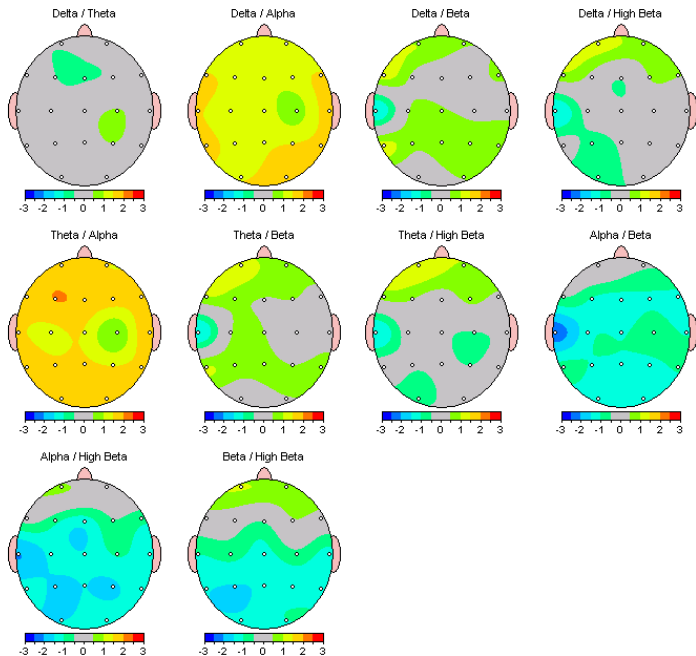 Delta / Theta
Delta / Alpha
Delta / Beta
Delta / High Beta
-3 -2 -1 0 1 2 3
-3 -2 -1 0 1 2 3
-3 -2 -1 0 1 2 3
-3 -2 -1 0 1 2 3
Theta / Alpha
Theta / Beta
Theta / High Beta
Alpha / Beta
-3 -2 -1 0 1 2 3
-3 -2 -1 0 1 2 3
-3 -2 -1 0 1 2 3
-3 -2 -1 0 1 2 3
Alpha / High Beta
Beta / High Beta
-3 -2 -1 0 1 2 3
-3 -2 -1 0 1 2 3